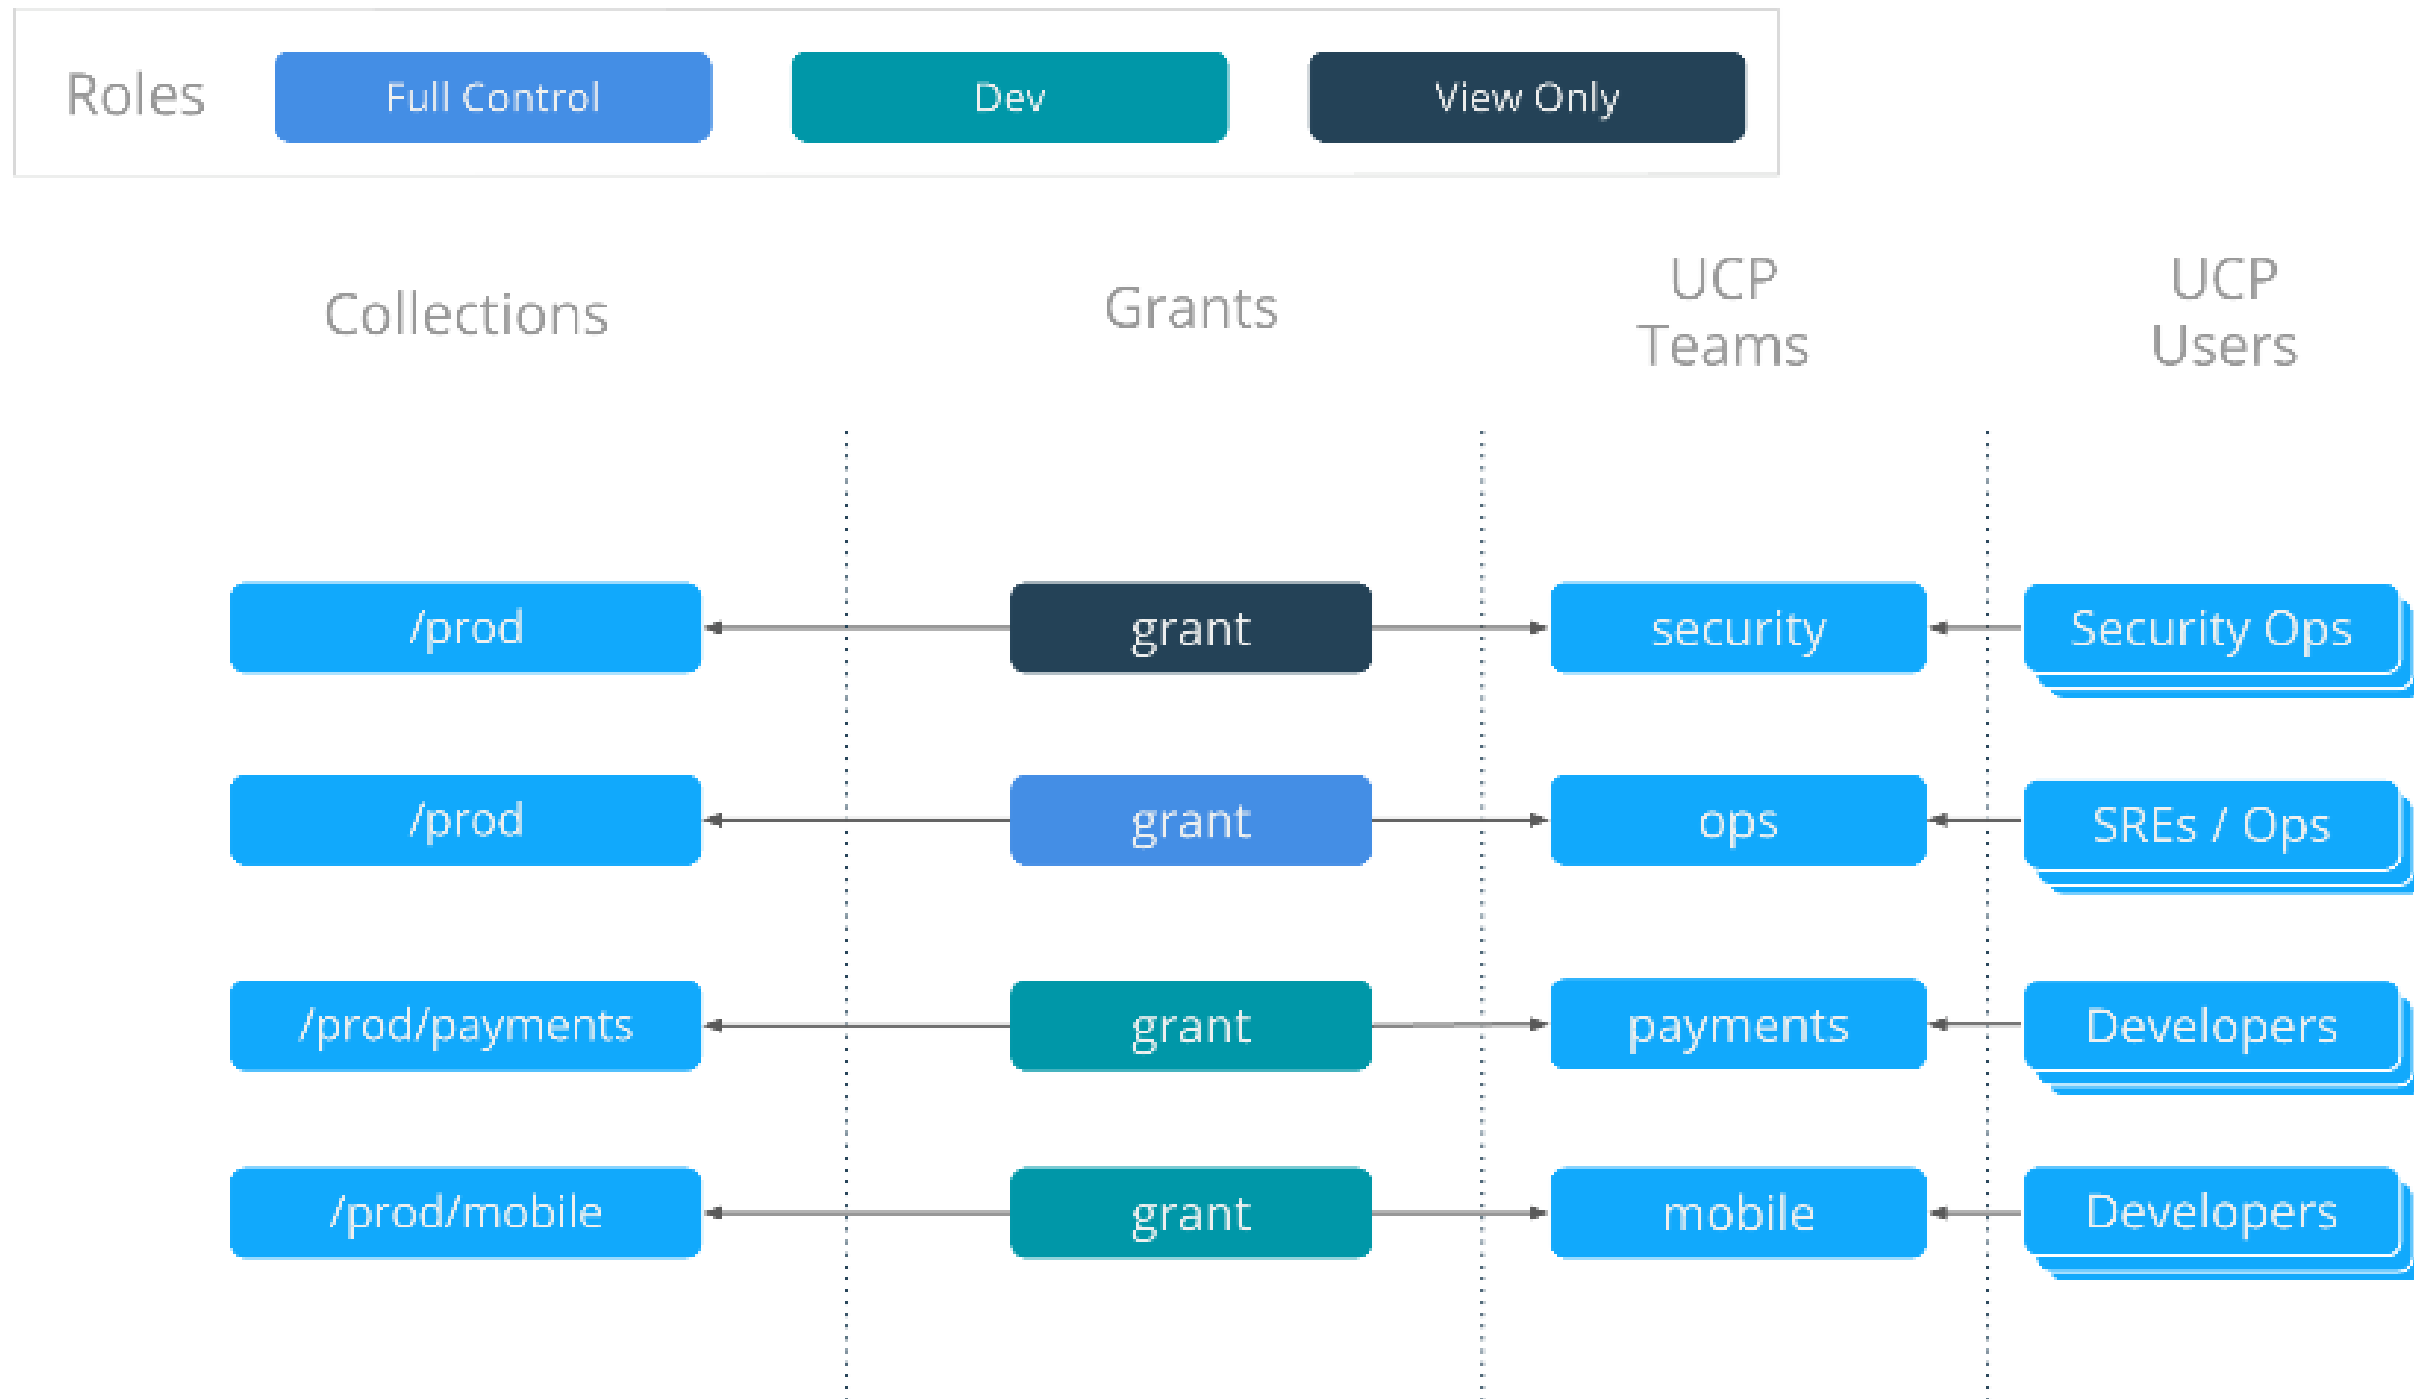 Roles Full Control Dev View Only
Collections
Grants
UCP
Teams
UCP
Users
/prod grant security Security Ops
/prod grant ops SREs / Ops
/prod/payments grant payments Developers
/prod/mobile grant mobile Developers